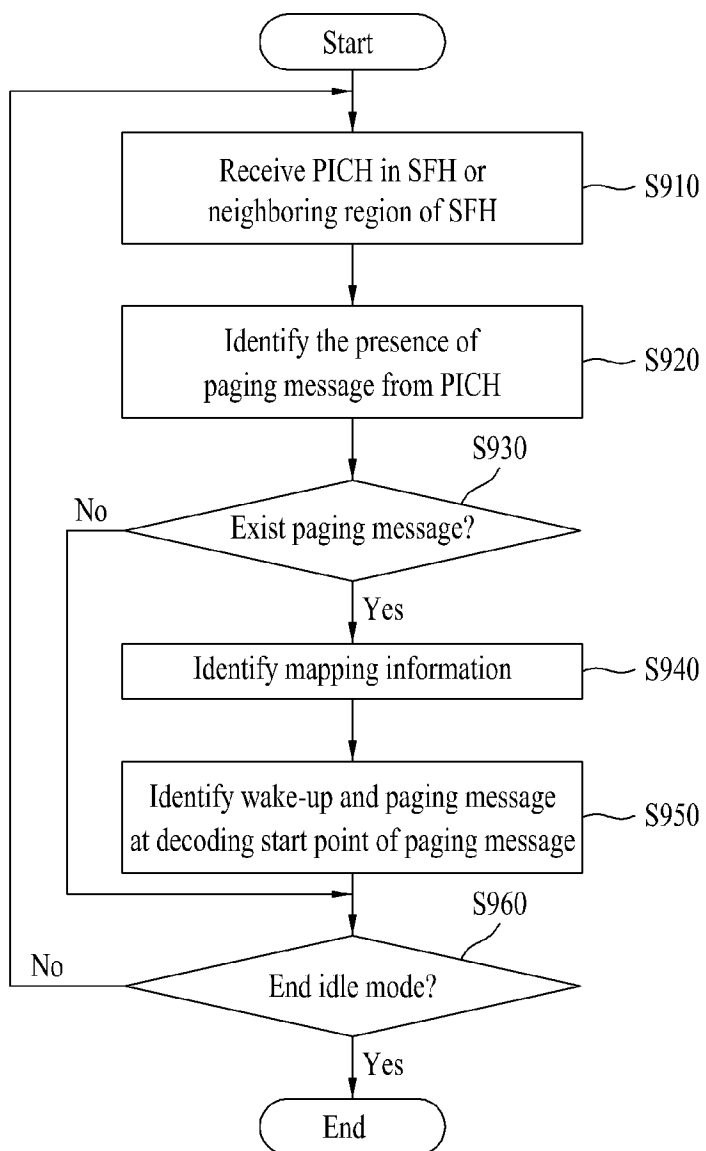 Start
Receive PICH in SFH or
neighboring region of SFH
S910
Identify the presence of
paging message from PICH
S920
S930
No
Exist paging message?
Yes
Identify mapping information
S940
Identify wake-up and paging message
at decoding start point of paging message
S950
S960
No
End idle mode?
Yes
End